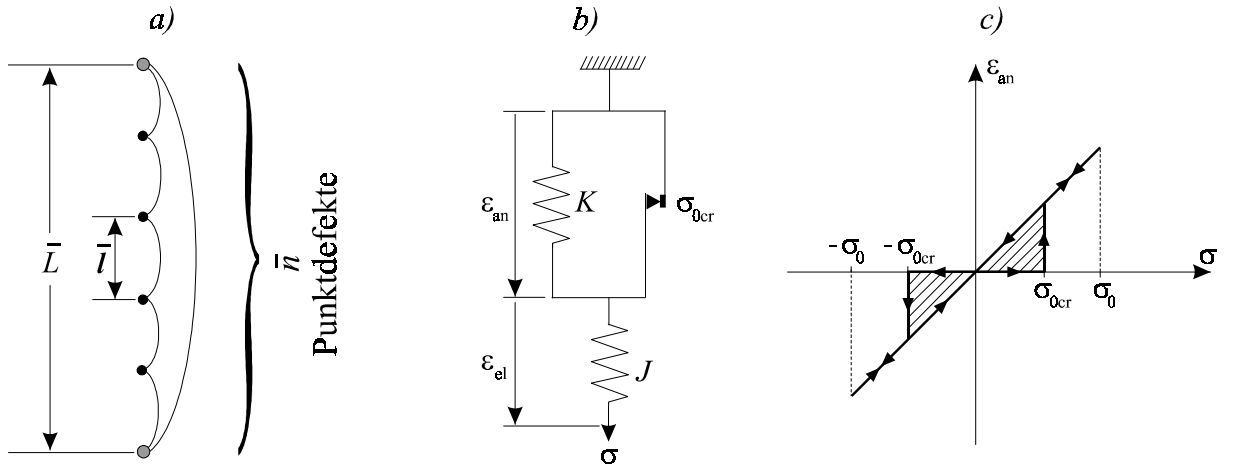 a)
L̅
l̅
n̅
Punktdefekte
b)
ε_an
K
σ_0cr
ε_el
J
σ
c)
ε_an
-σ_0
-σ_0cr
σ
σ_0cr
σ_0